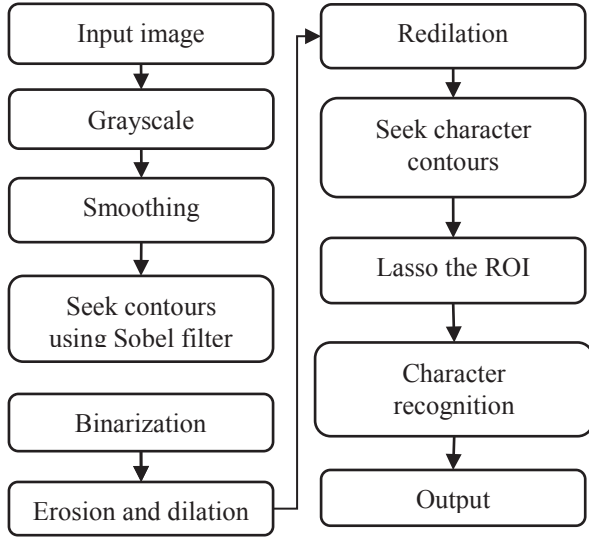 Input image
Grayscale
Smoothing
Seek contours
using Sobel filter
Binarization
Erosion and dilation
Redilation
Seek character
contours
Lasso the ROI
Character
recognition
Output